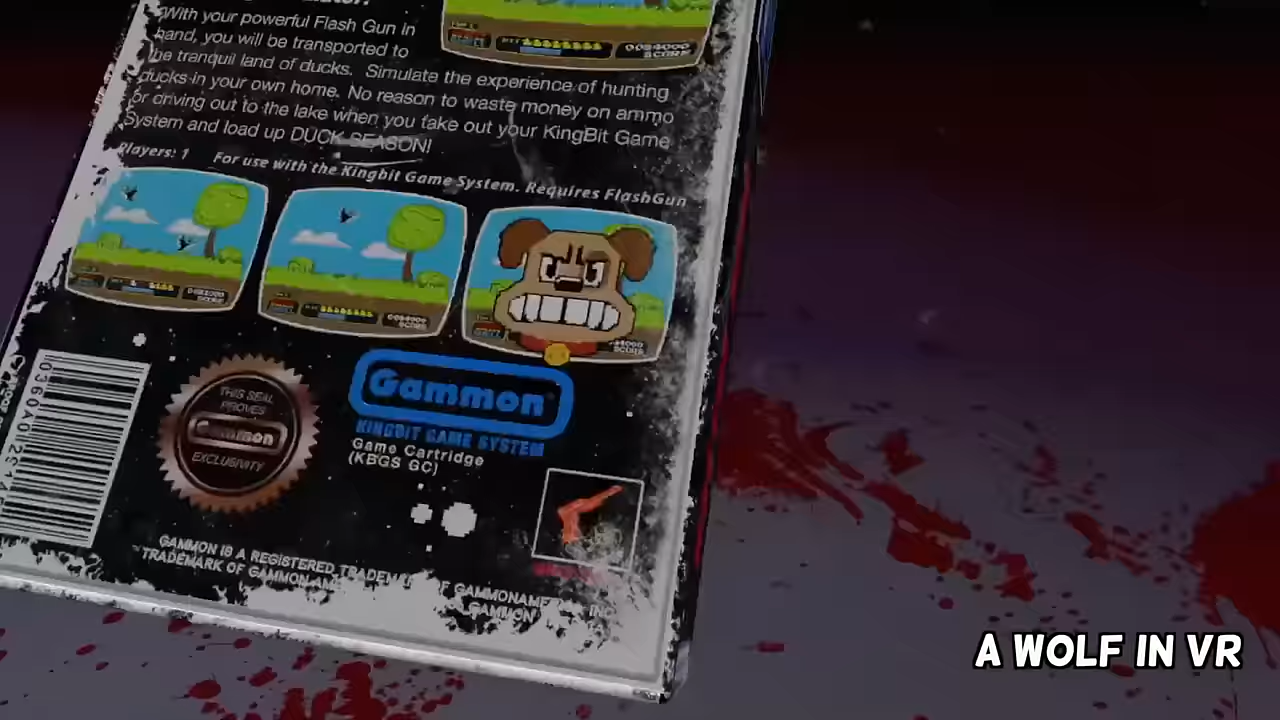 With your powerful Flash Gun in
hand, you will be transported to
the tranquil land of ducks. Simulate the experience of hunting
ducks in your own home. No reason to waste money on ammo
or driving out to the lake when you take out your KingBit Game
System and load up DUCK SEASON!
Players: 1 For use with the Kingbit Game System. Requires FlashGun
THIS SEAL
PROVES
Gammon
EXCLUSIVITY
Gammon
KINGBIT GAME SYSTEM
Game Cartridge
(KBGS GC)
GAMMON IS A REGISTERED TRADEMARK OF
TRADEMARK OF GAMMON
GAMMON
SCORE
SCORE
SCORE
A WOLF IN VR